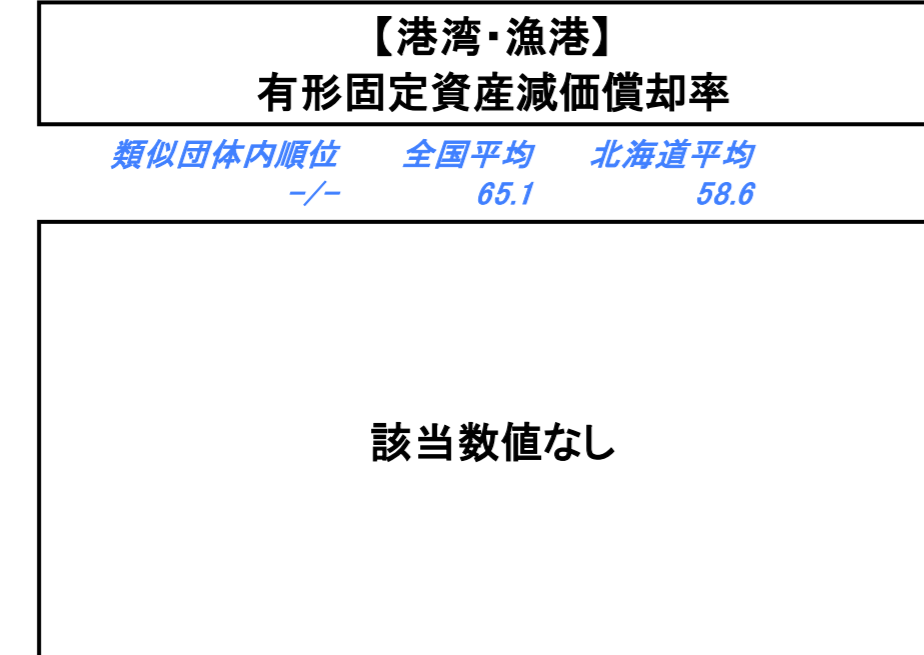 【港湾・漁港】
有形固定資産減価償却率
類似団体内順位 全国平均 北海道平均
-/- 65.1 58.6
該当数値なし